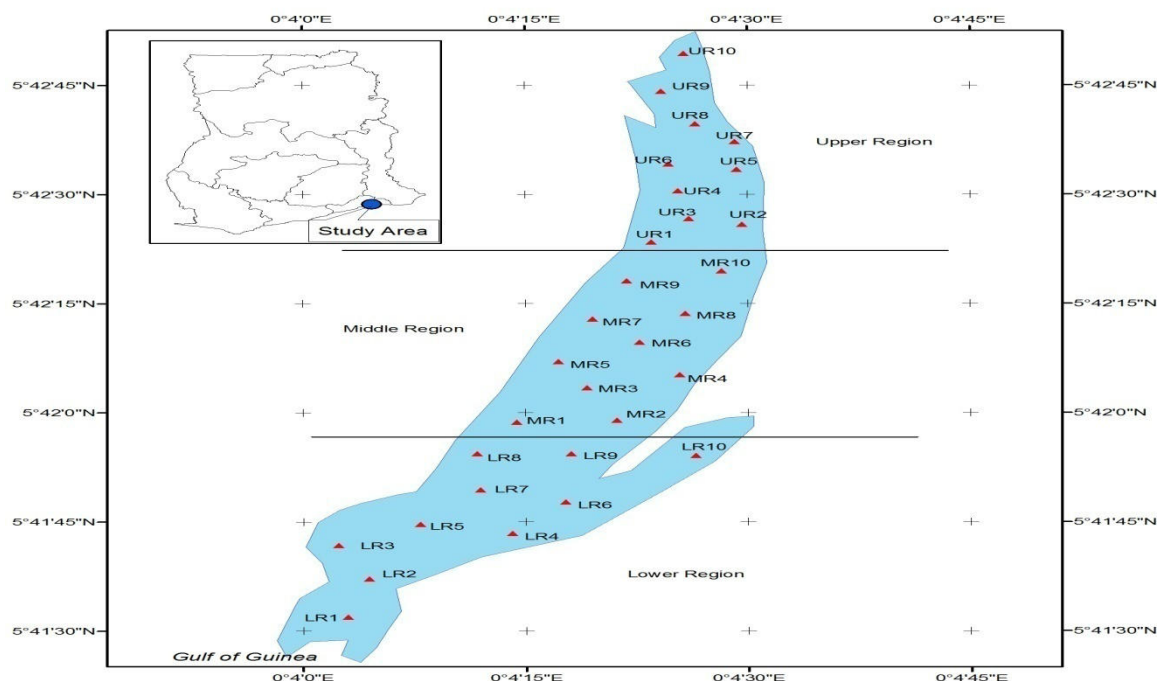 0°4'0"E 0°4'15"E 0°4'30"E 0°4'45"E
UR10
5°42'45"N 5°42'45"N
UR9
UR8
UR7
Upper Region
UR6 UR5
UR4
5°42'30"N 5°42'30"N
UR3 UR2
Study Area
UR1
MR10
MR9
5°42'15"N 5°42'15"N
MR8
MR7
Middle Region
MR6
MR5
MR4
MR3
5°42'0"N 5°42'0"N
MR2
MR1
LR10
LR8 LR9
LR7
LR6
5°41'45"N 5°41'45"N
LR5
LR4
LR3
LR2 Lower Region
LR1
5°41'30"N 5°41'30"N
Gulf of Guinea
0°4'0"E 0°4'15"E 0°4'30"E 0°4'45"E